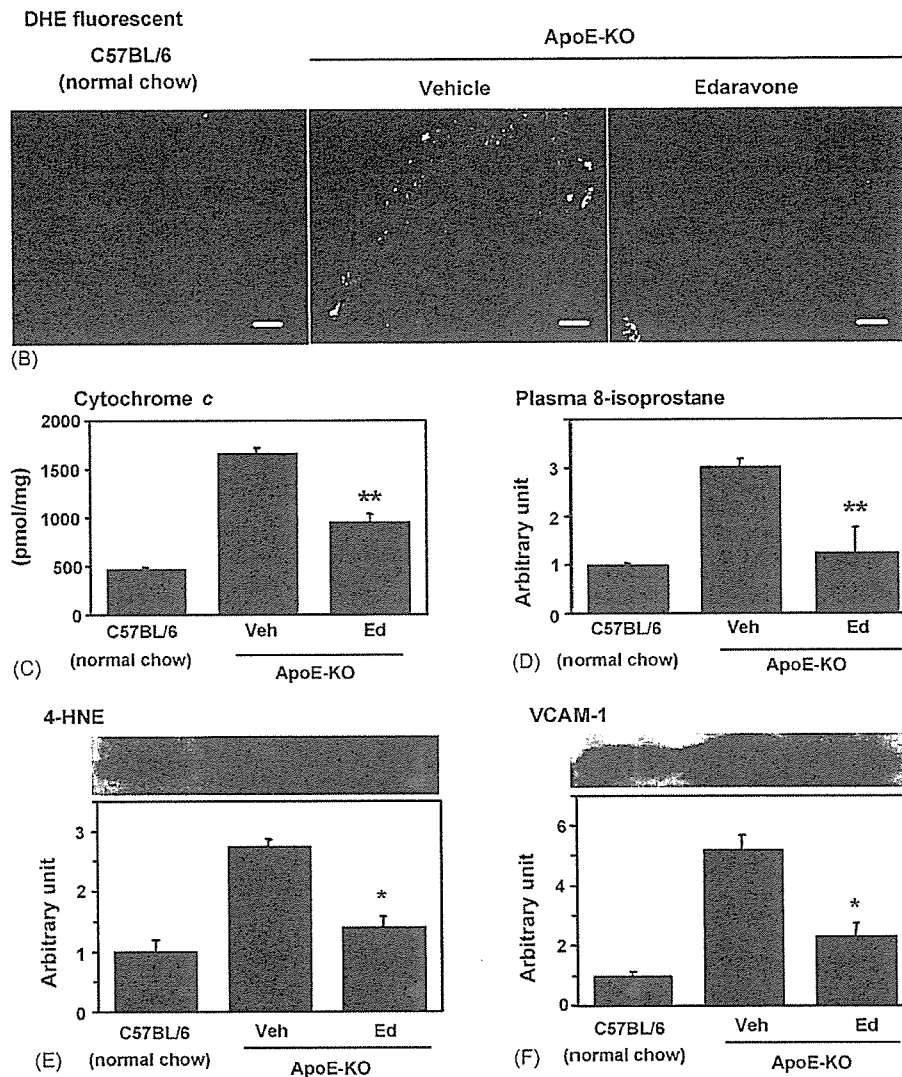 DHE fluorescent
C57BL/6
(normal chow)
ApoE-KO
Vehicle
Edaravone
(B)
Cytochrome c
(pmol/mg)
2000
1500
1000
500
0
**
C57BL/6
(normal chow)
Veh
Ed
ApoE-KO
(C)
Plasma 8-isoprostane
Arbitrary unit
3
2
1
0
**
C57BL/6
(normal chow)
Veh
Ed
ApoE-KO
(D)
4-HNE
Arbitrary unit
3
2
1
0
*
C57BL/6
(normal chow)
Veh
Ed
ApoE-KO
(E)
VCAM-1
Arbitrary unit
6
4
2
0
*
C57BL/6
(normal chow)
Veh
Ed
ApoE-KO
(F)